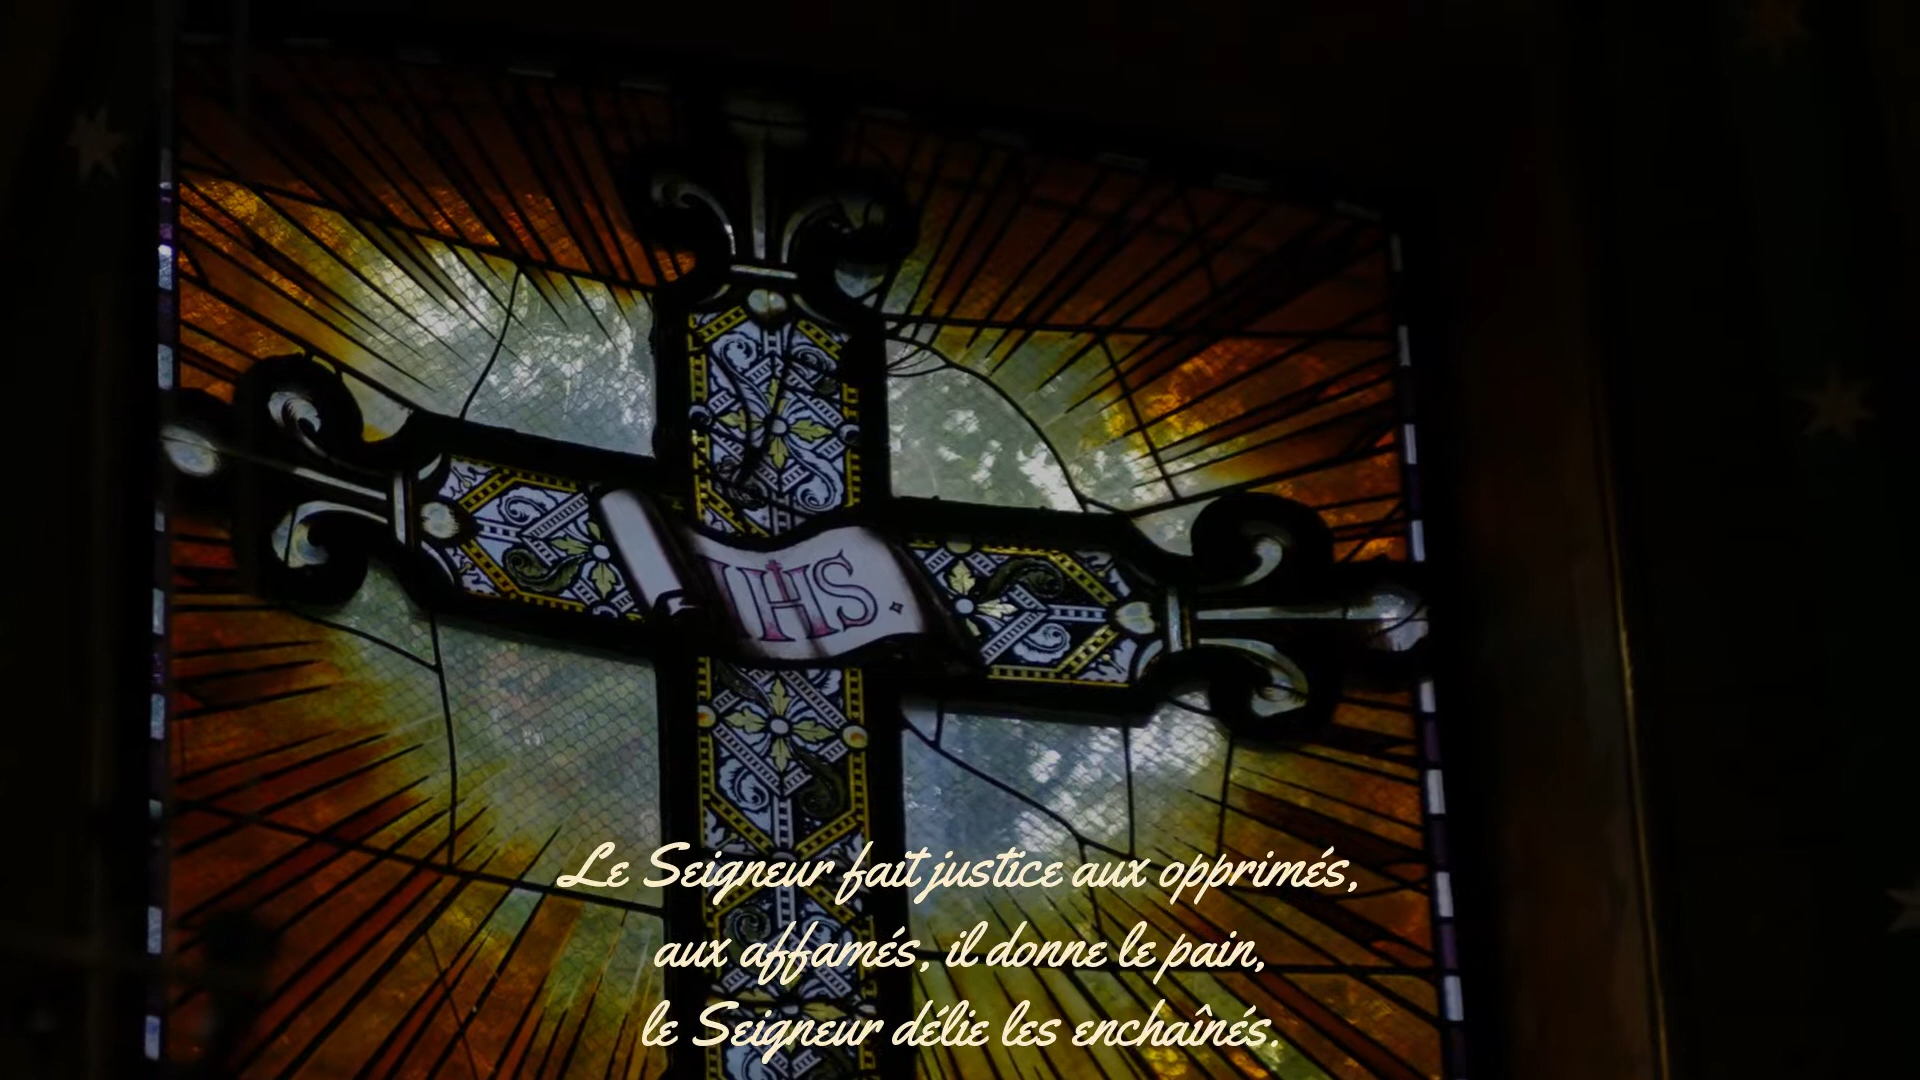 IHS
Le Seigneur fait justice aux opprimés,
aux affamés, il donne le pain,
le Seigneur délie les enchaînés.